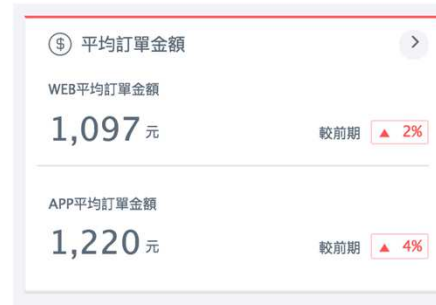 平均訂單金額
WEB平均訂單金額
1,097 元
較前期 ▲ 2%
APP平均訂單金額
1,220 元
較前期 ▲ 4%